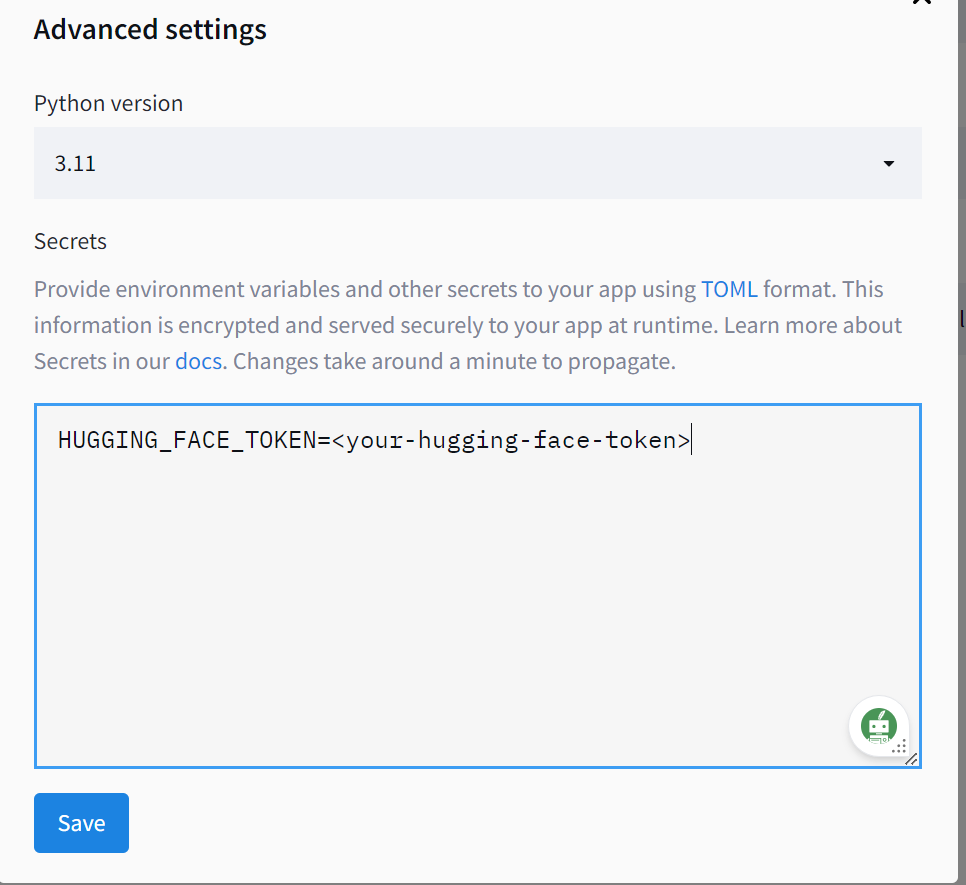 Advanced settings
Python version
3.11
Secrets
Provide environment variables and other secrets to your app using TOML format. This
information is encrypted and served securely to your app at runtime. Learn more about
Secrets in our docs. Changes take around a minute to propagate.
HUGGING_FACE_TOKEN=<your-hugging-face-token>
Save